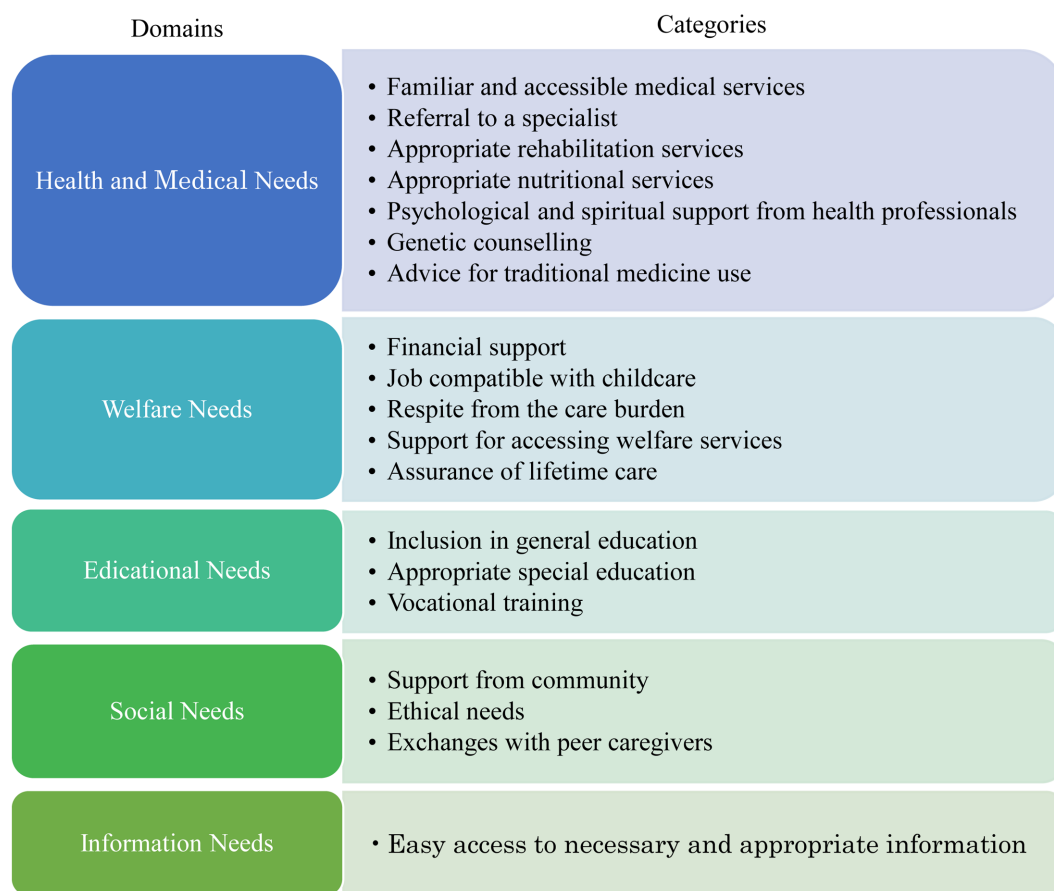 Domains
Categories
Health and Medical Needs
• Familiar and accessible medical services
• Referral to a specialist
• Appropriate rehabilitation services
• Appropriate nutritional services
• Psychological and spiritual support from health professionals
• Genetic counselling
• Advice for traditional medicine use
Welfare Needs
• Financial support
• Job compatible with childcare
• Respite from the care burden
• Support for accessing welfare services
• Assurance of lifetime care
Edicational Needs
• Inclusion in general education
• Appropriate special education
• Vocational training
Social Needs
• Support from community
• Ethical needs
• Exchanges with peer caregivers
Information Needs
・Easy access to necessary and appropriate information